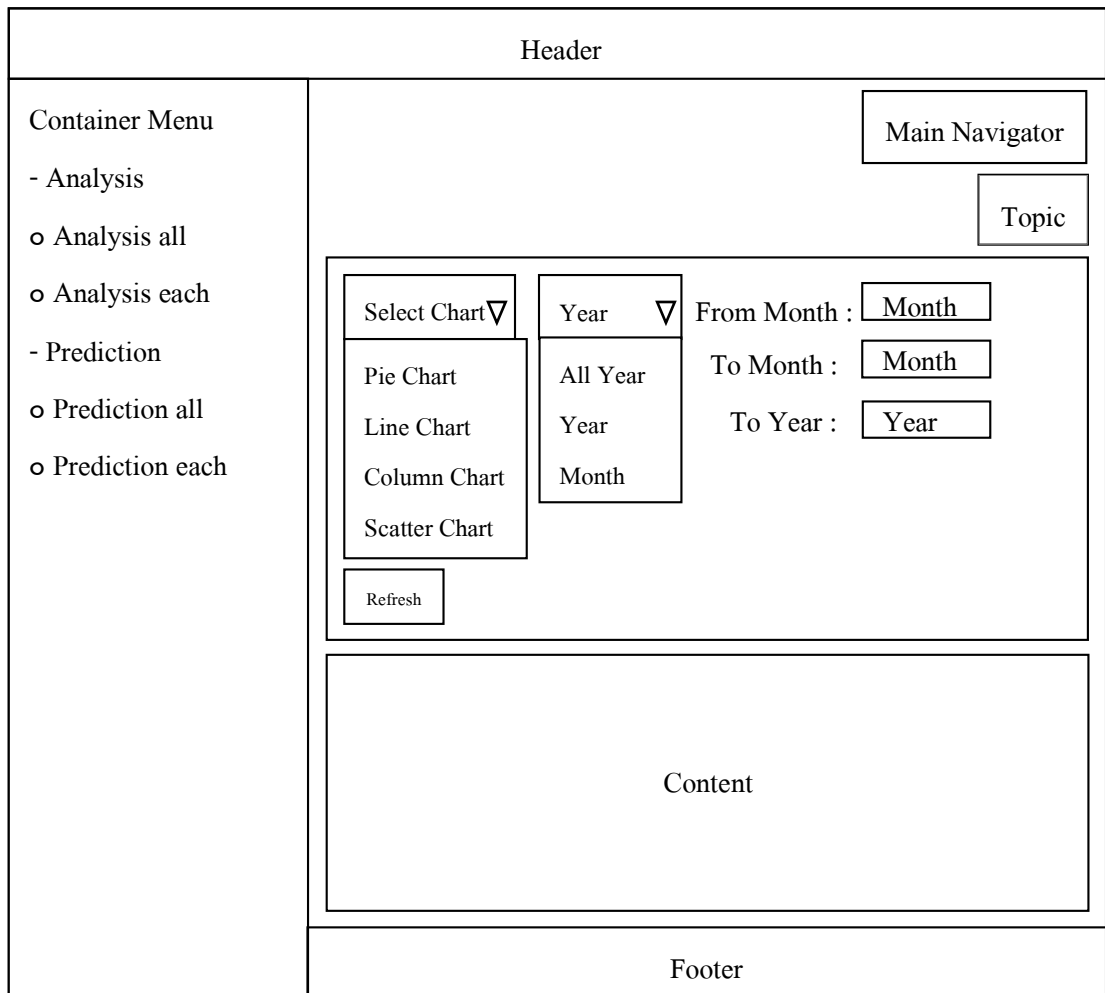 Header
Container Menu
- Analysis
o Analysis all
o Analysis each
- Prediction
o Prediction all
o Prediction each
Main Navigator
Topic
Select Chart
Pie Chart
Line Chart
Column Chart
Scatter Chart
Year
All Year
Year
Month
From Month : Month
To Month : Month
To Year : Year
Refresh
Content
Footer